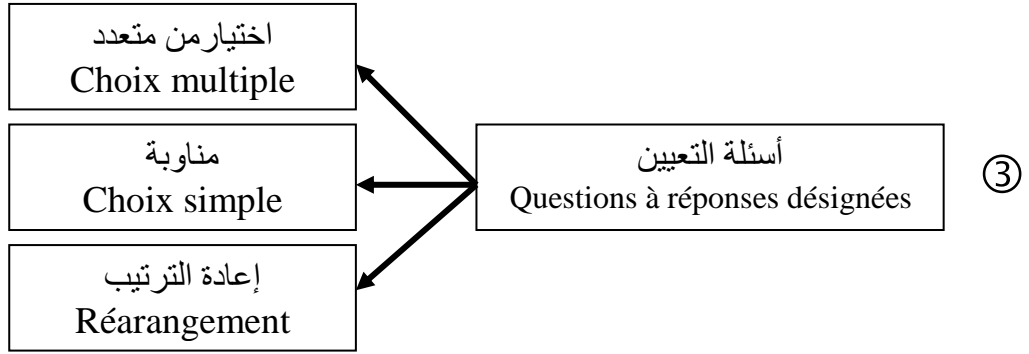 ③
أسئلة التعيين
Questions à réponses désignées
اختيارمن متعدد
Choix multiple
مناوبة
Choix simple
إعادة الترتيب
Réarangement